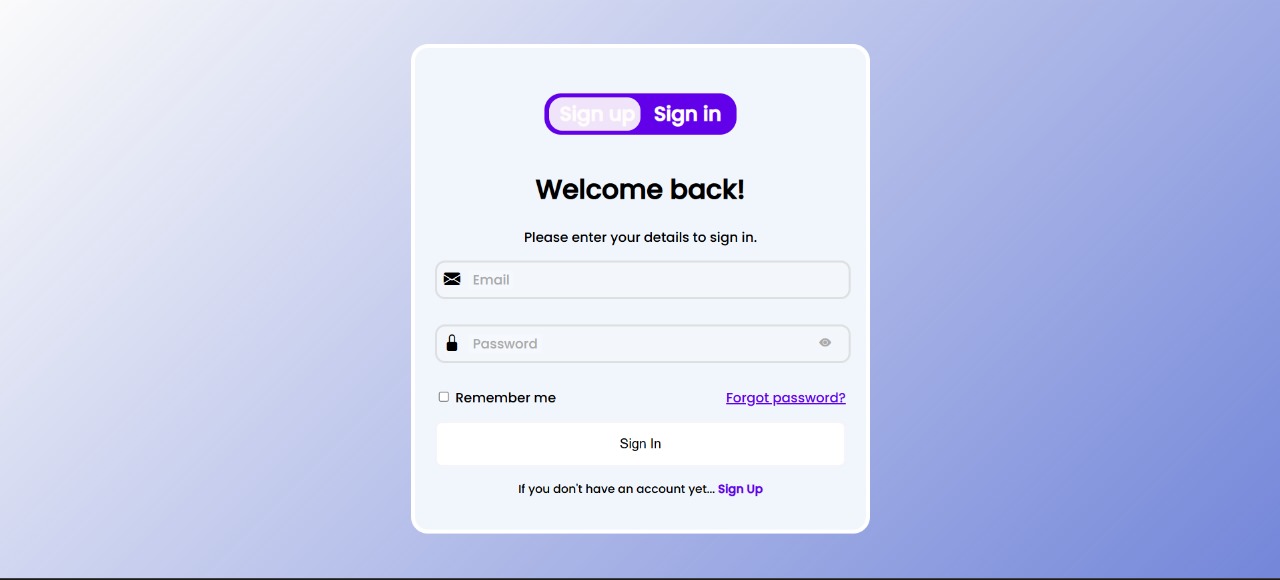 Sign up Sign in
Welcome back!
Please enter your details to sign in.
Email
Password
Remember me Forgot password?
Sign In
If you don't have an account yet... Sign Up